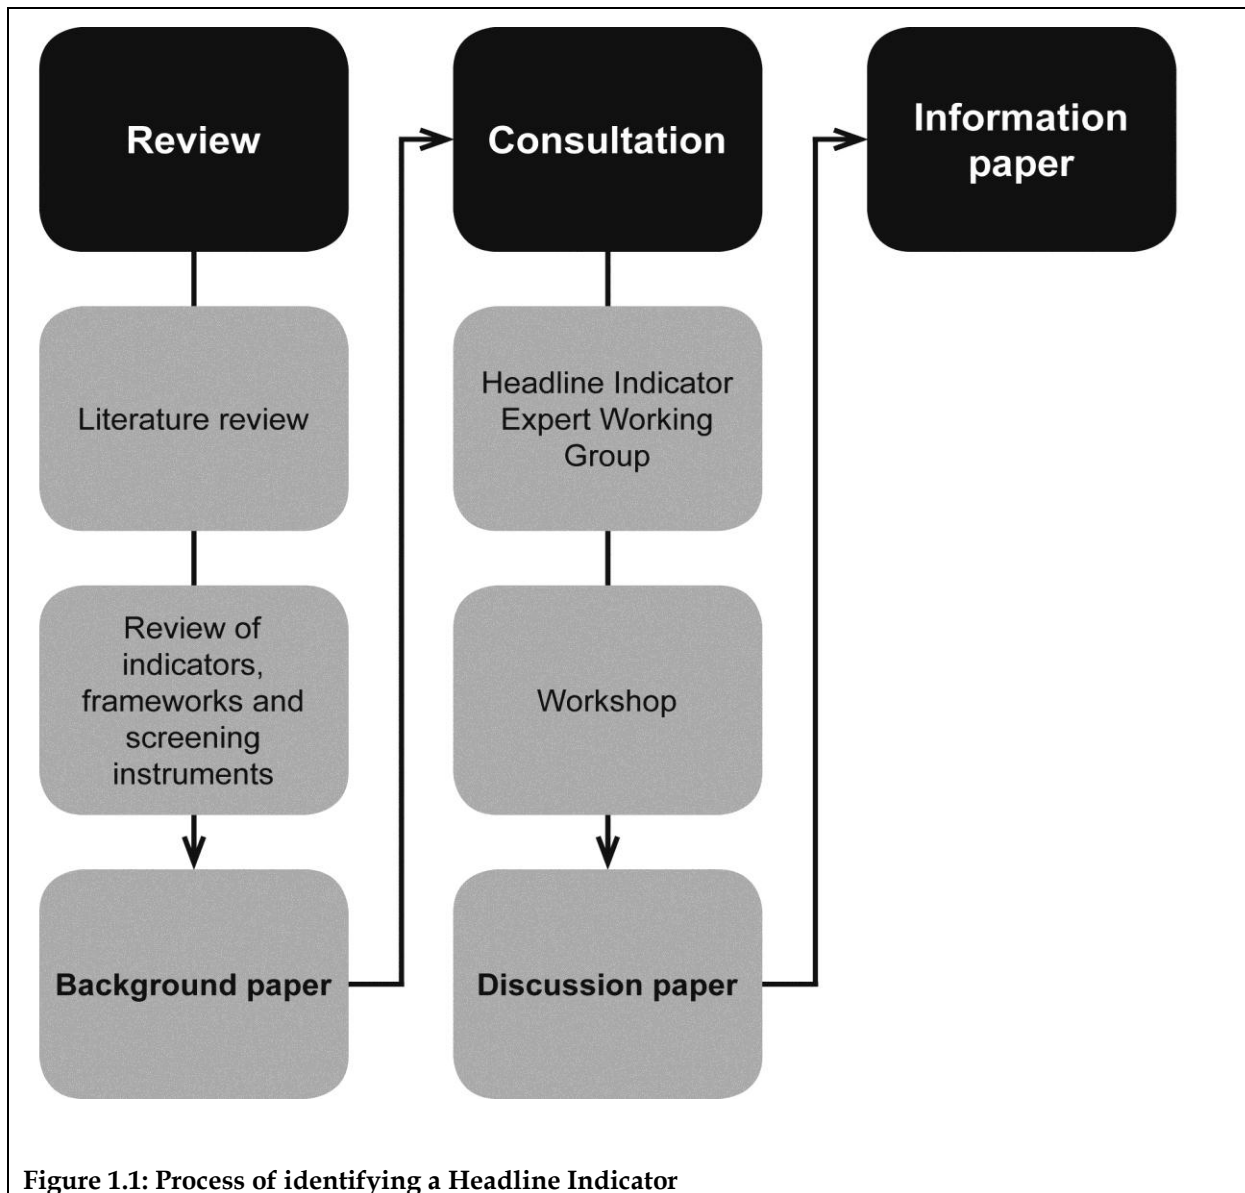 Review
Literature review
Review of
indicators,
frameworks and
screening
instruments
Background paper
Consultation
Headline Indicator
Expert Working
Group
Workshop
Discussion paper
Information
paper
Figure 1.1: Process of identifying a Headline Indicator